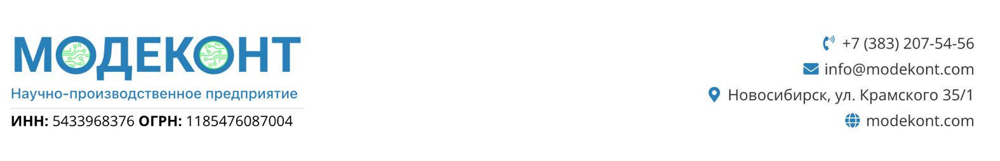 МОДЕКОНТ
Научно-производственное предприятие
ИНН: 5433968376 ОГРН: 1185476087004
+7 (383) 207-54-56
info@modekont.com
Новосибирск, ул. Крамского 35/1
modekont.com